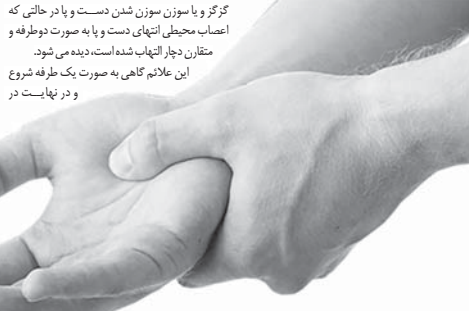 گزگز و یا سوزن سوزن شدن دست و پا در حالتی که
اعصاب محیطی انتهای دست و پا به صورت دوطرفه و
متقارن دچار التهاب شده است، دیده می شود.
این علائم گاهی به صورت یک طرفه شروع
و در نهایت در